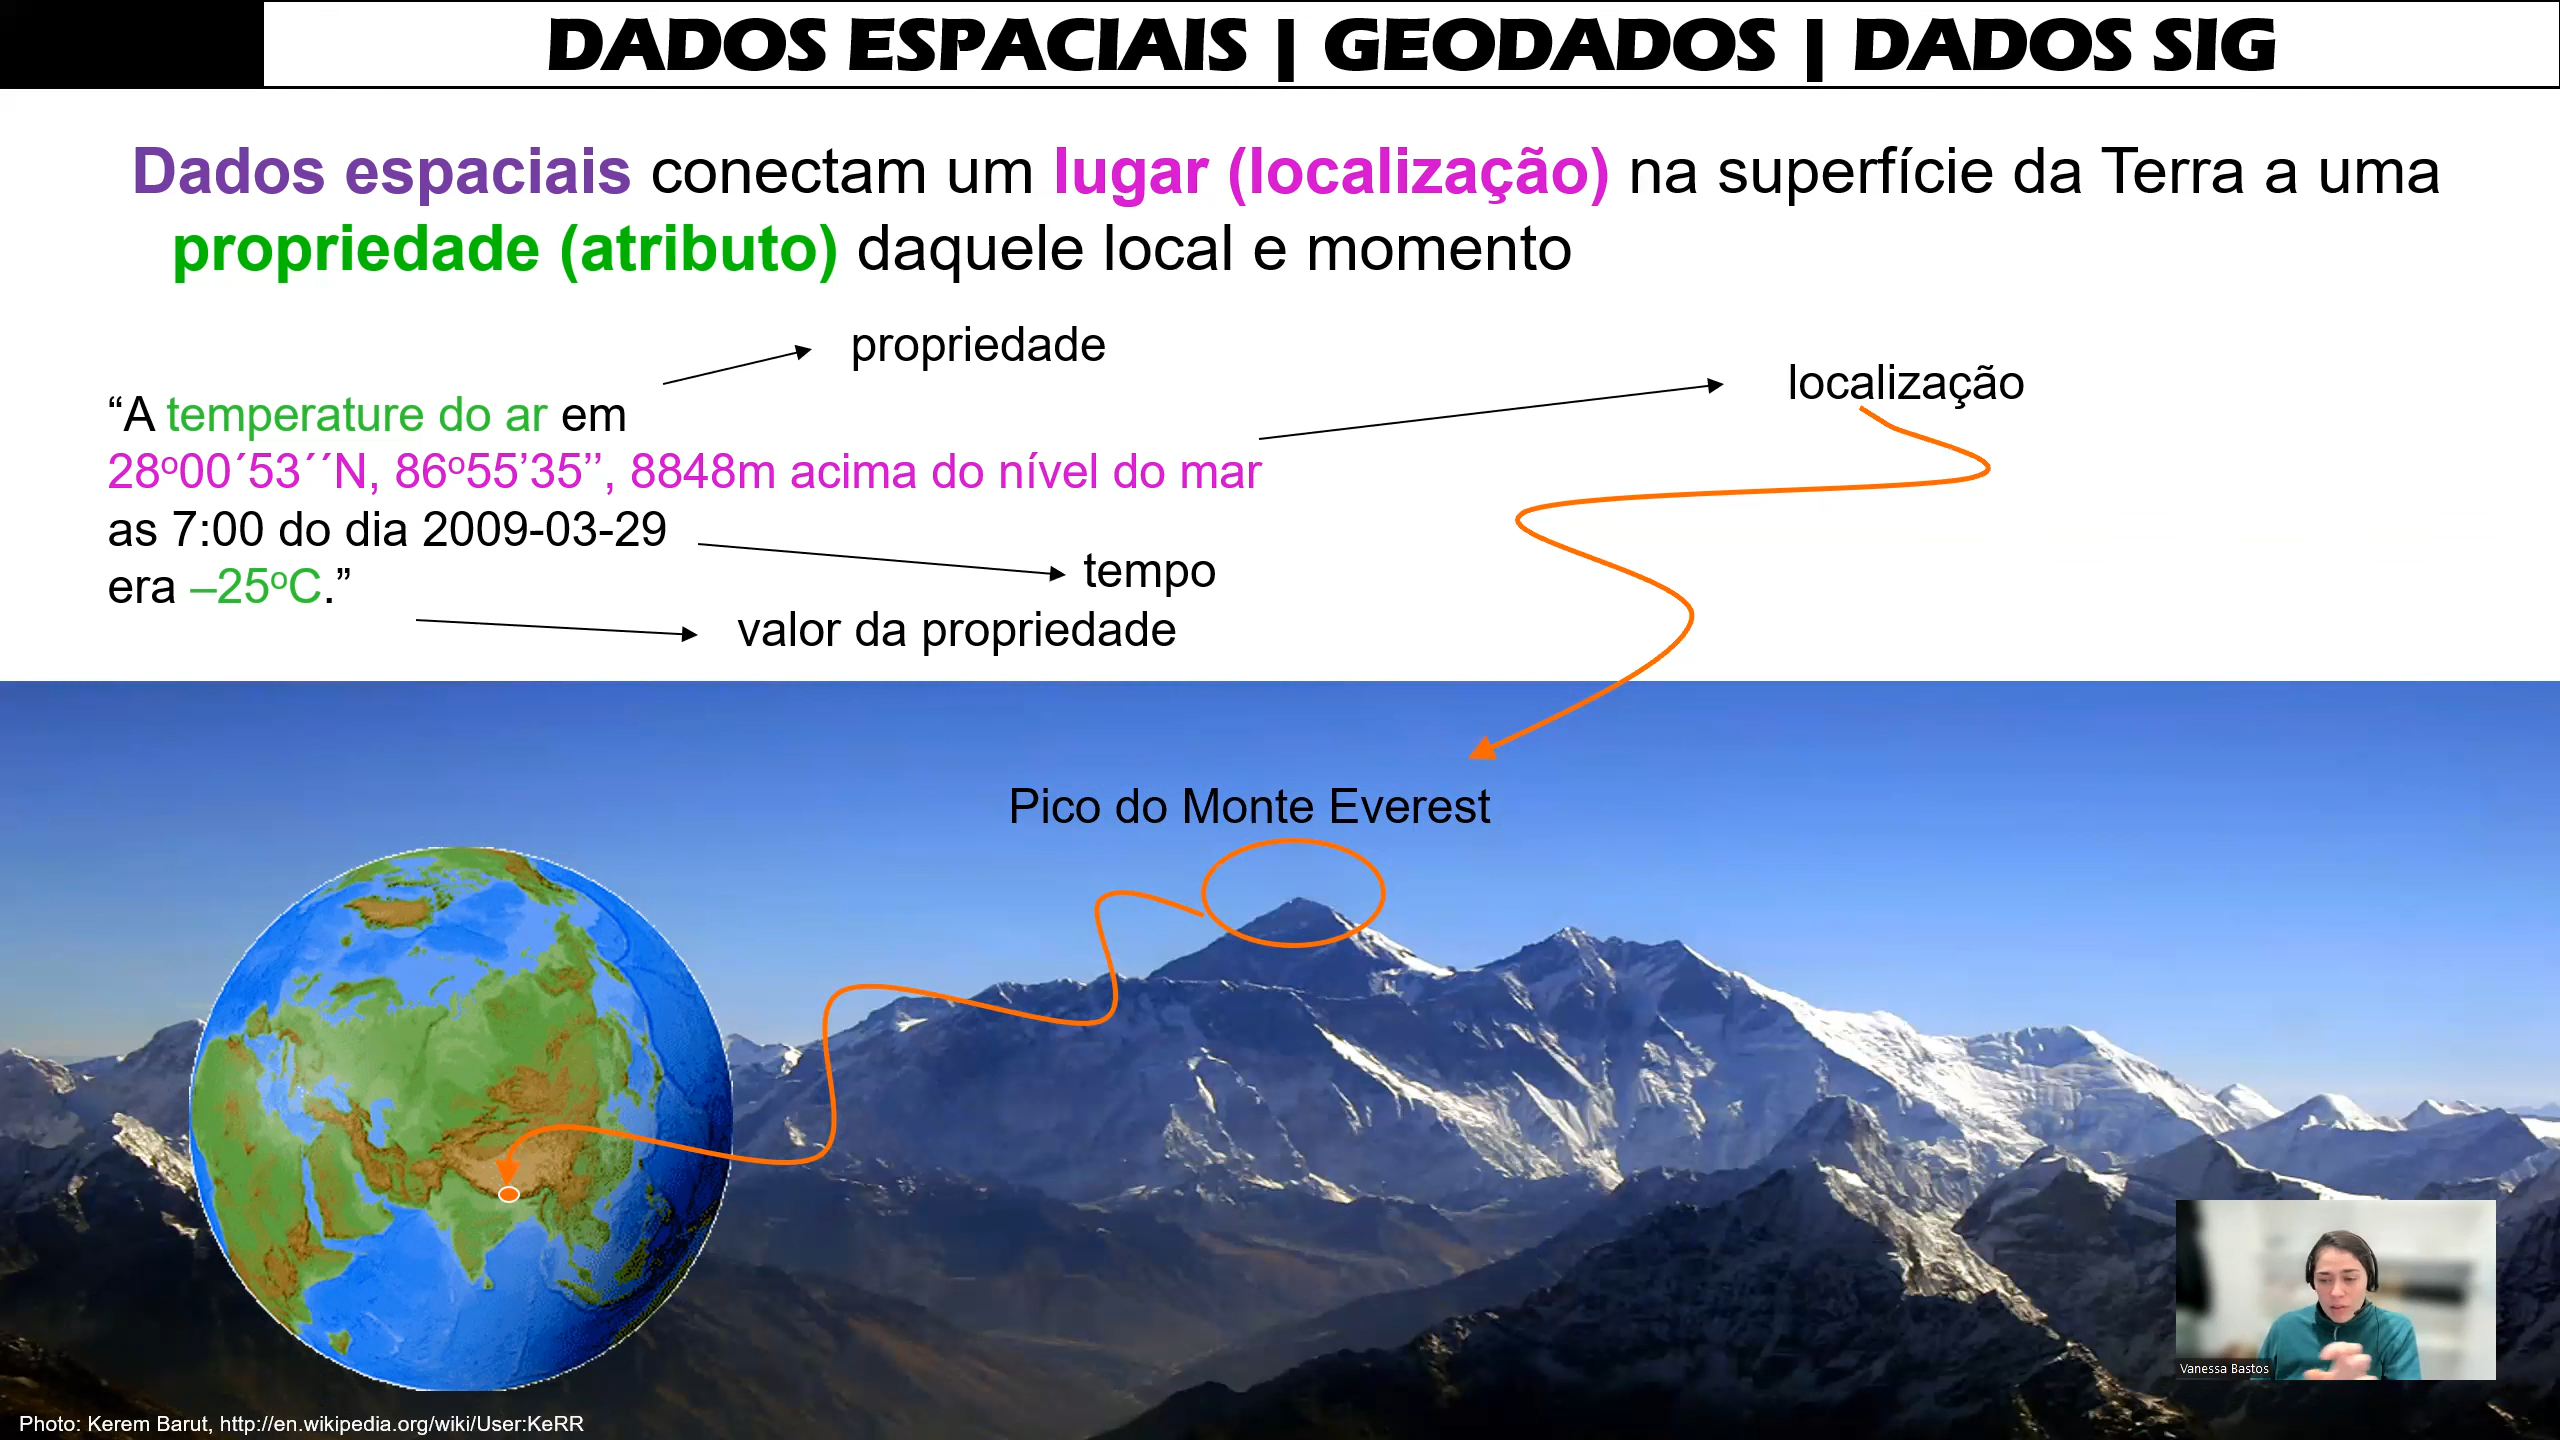 DADOS ESPACIAIS | GEODADOS | DADOS SIG
Dados espaciais conectam um lugar (localização) na superfície da Terra a uma
propriedade (atributo) daquele local e momento
propriedade
localização
“A temperature do ar em
28º00´53´´N, 86º55’35’’, 8848m acima do nível do mar
as 7:00 do dia 2009-03-29
tempo
era –25ºC.”
valor da propriedade
Pico do Monte Everest
Vanessa Bastos
Photo: Kerem Barut, http://en.wikipedia.org/wiki/User:KeRR